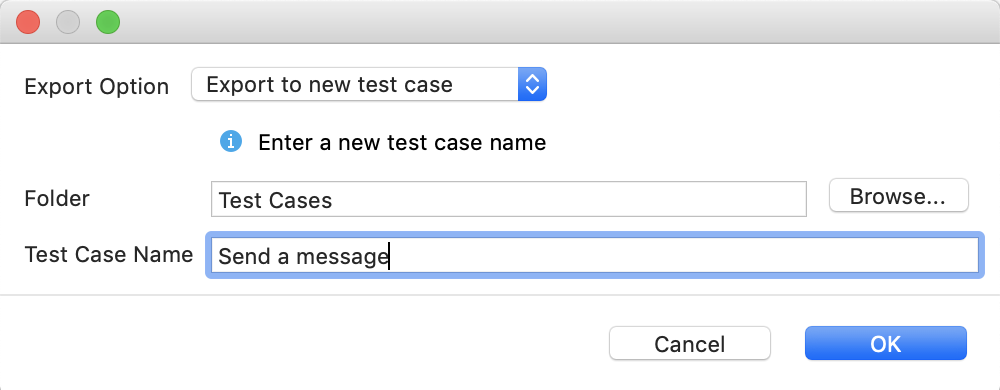 Export Option Export to new test case
Enter a new test case name
Folder Test Cases Browse...
Test Case Name Send a message
Cancel OK